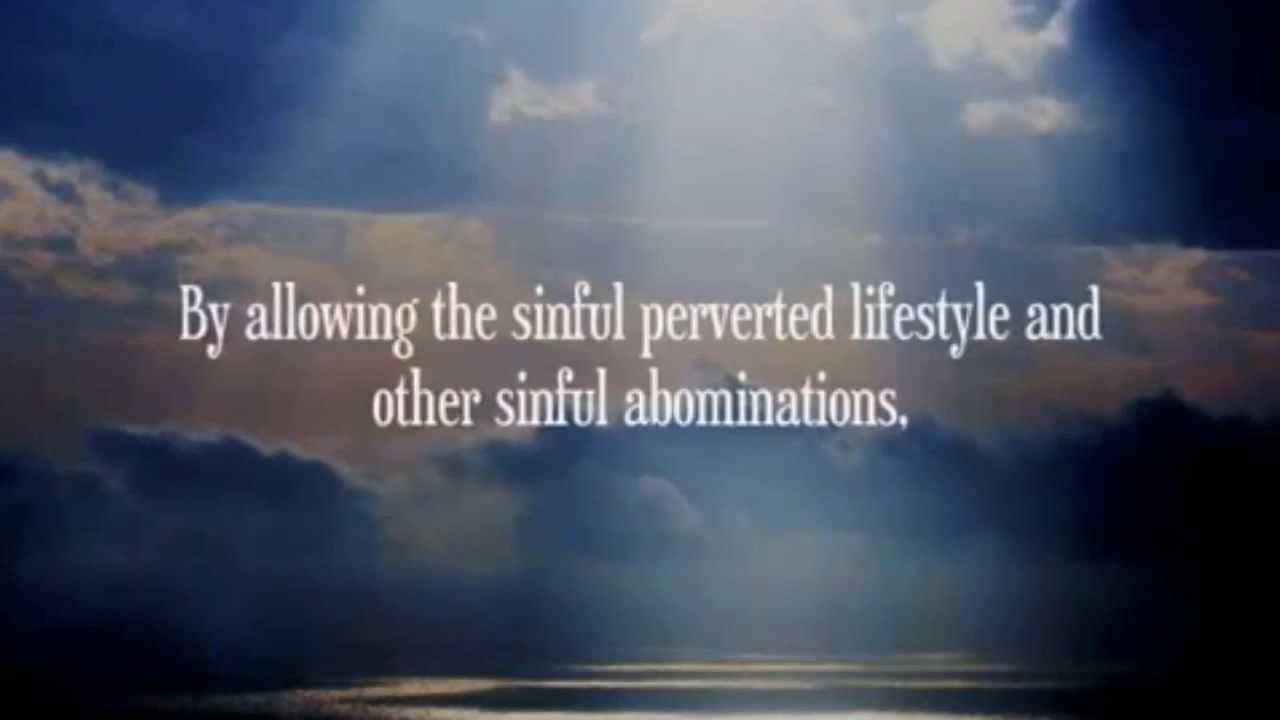 By allowing the sinful perverted lifestyle and
other sinful abominations,